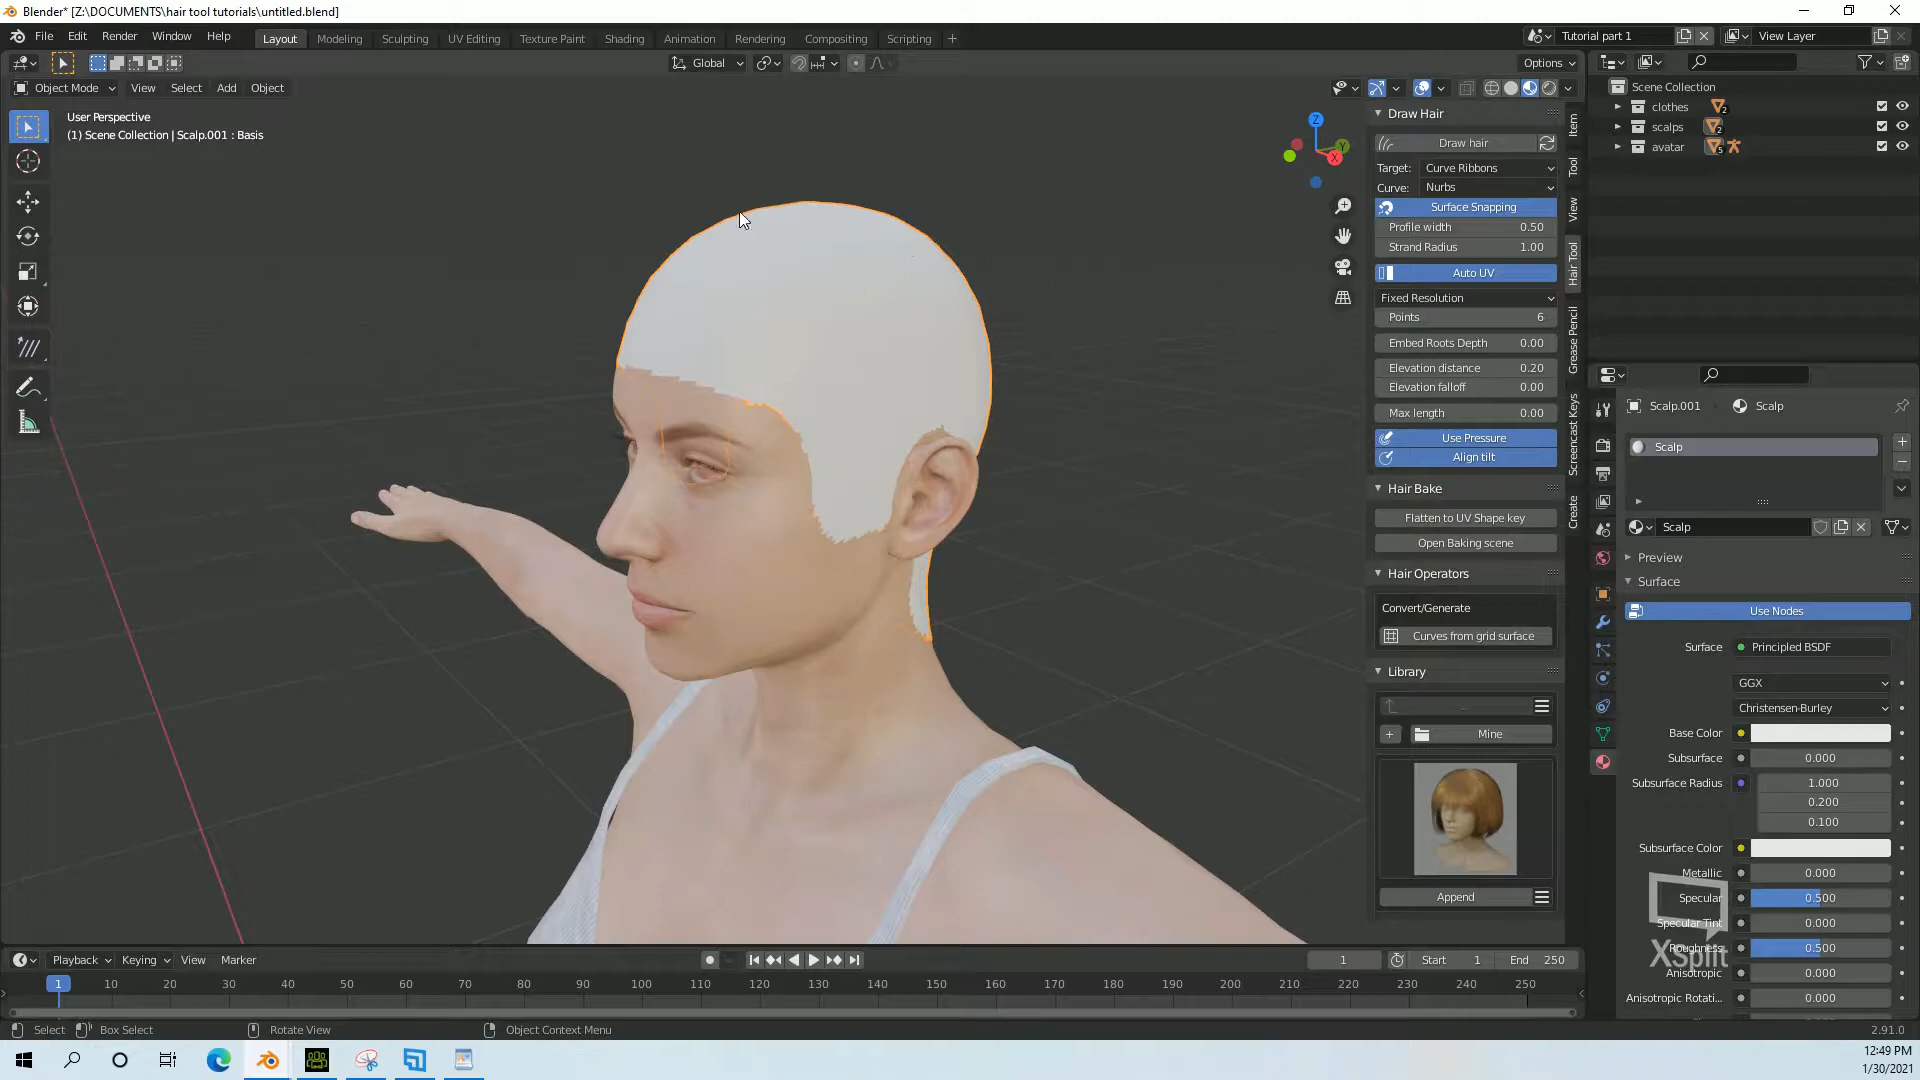 Blender* [Z:\DOCUMENTS\hair tool tutorials\untitled.blend]
File Edit Render Window Help
Layout Modeling Sculpting UV Editing Texture Paint Shading Animation Rendering Compositing Scripting
Tutorial part 1
View Layer
Global
Options
Object Mode View Select Add Object
User Perspective
(1) Scene Collection | Scalp.001 : Basis
Z
Y
X
Draw Hair
Draw hair
Target: Curve Ribbons
Curve: Nurbs
Surface Snapping
Profile width 0.50
Strand Radius 1.00
Auto UV
Fixed Resolution
Points 6
Embed Roots Depth 0.00
Elevation distance 0.20
Elevation falloff 0.00
Max length 0.00
Use Pressure
Align tilt
Hair Bake
Flatten to UV Shape key
Open Baking scene
Hair Operators
Convert/Generate
Curves from grid surface
Library
..
Mine
Append
Item
Tool
View
Hair Tool
Grease Pencil
Screencast Keys
Create
Scene Collection
clothes 2
scalps 2
avatar 5
Scalp.001 Scalp
Scalp
Scalp
Preview
Surface
Use Nodes
Surface Principled BSDF
GGX
Christensen-Burley
Base Color
Subsurface 0.000
Subsurface Radius 1.000
0.200
0.100
Subsurface Color
Metallic 0.000
Specular 0.500
Specular Tint 0.000
Roughness 0.500
Anisotropic 0.000
Anisotropic Rotati... 0.000
XSplit
Playback Keying View Marker
1 Start 1 End 250
1 10 20 30 40 50 60 70 80 90 100 110 120 130 140 150 160 170 180 190 200 210 220 230 240 250
Select Box Select Rotate View Object Context Menu
2.91.0
12:49 PM
1/30/2021